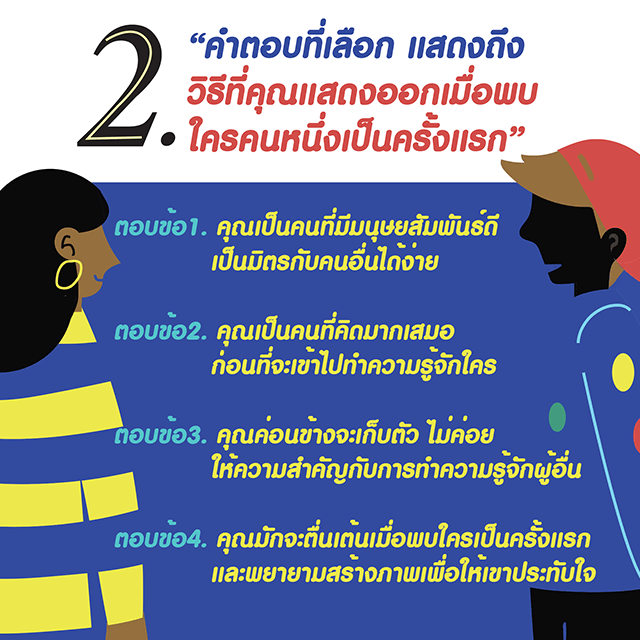 2. “คำตอบที่เลือก แสดงถึง
วิธีที่คุณแสดงออกเมื่อพบ
ใครคนหนึ่งเป็นครั้งแรก”
ตอบข้อ1. คุณเป็นคนที่มีมนุษยสัมพันธ์ดี
เป็นมิตรกับคนอื่นได้ง่าย
ตอบข้อ2. คุณเป็นคนที่คิดมากเสมอ
ก่อนที่จะเข้าไปทำความรู้จักใคร
ตอบข้อ3. คุณค่อนข้างจะเก็บตัว ไม่ค่อย
ให้ความสำคัญกับการทำความรู้จักผู้อื่น
ตอบข้อ4. คุณมักจะตื่นเต้นเมื่อพบใครเป็นครั้งแรก
และพยายามสร้างภาพเพื่อให้เขาประทับใจ